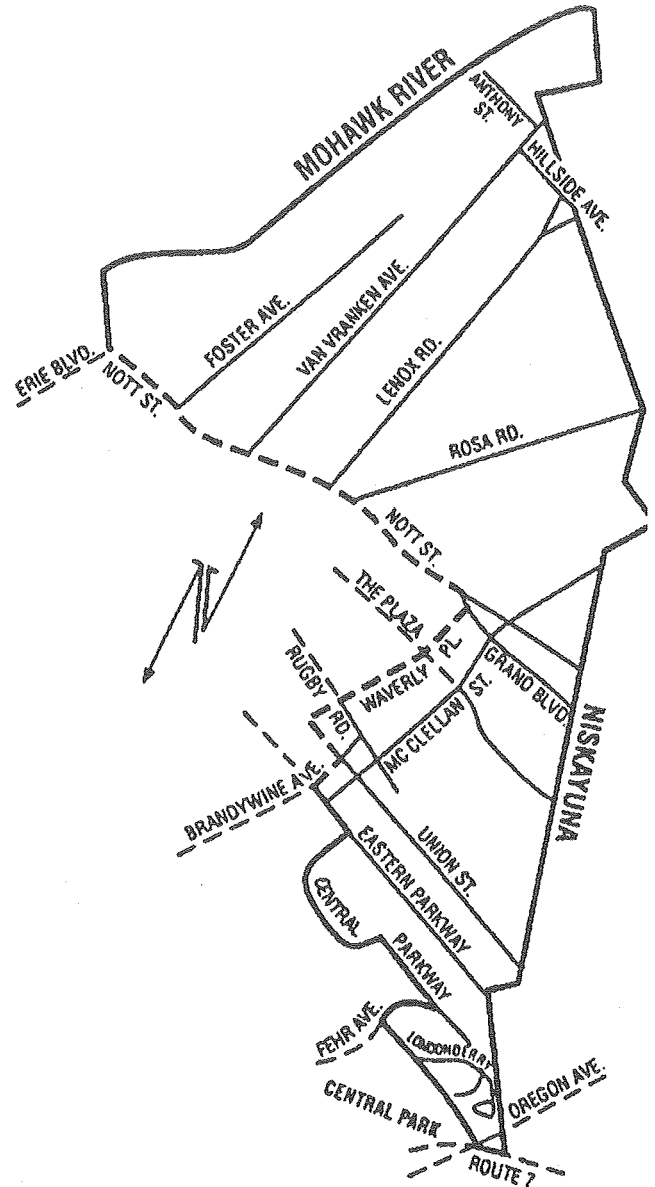 MOHAWK RIVER
ANTHONY
ST.
HILLSIDE AVE.
FOSTER AVE.
VAN VRANKEN AVE.
LENOX RD.
ERIE BLVD.
NOTT ST.
ROSA RD.
NOTT ST.
N
THE PLAZA
WAVERLY PL.
GRAND BLVD.
RUGBY RD.
MC CLELLAN ST.
NISKAYUNA
BRANDYWINE AVE.
UNION ST.
EASTERN PARKWAY
CENTRAL PARKWAY
FEHR AVE.
LONDONDERRY
CENTRAL PARK
OREGON AVE.
ROUTE 7